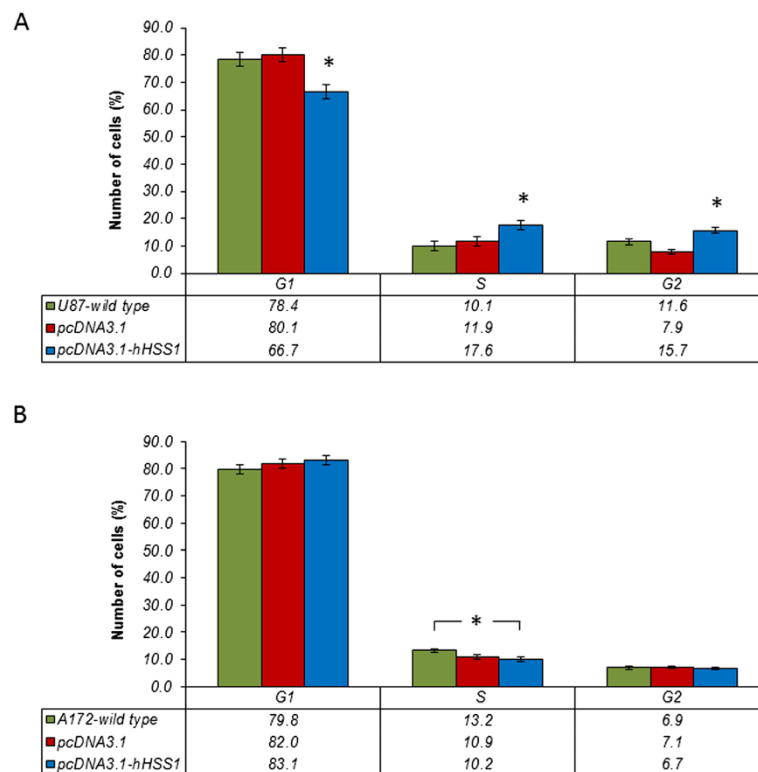 A
90.0
80.0
70.0
60.0
50.0
40.0
30.0
20.0
10.0
0.0
Number of cells (%)
*
*
*
G1 S G2
U87-wild type 78.4 10.1 11.6
pcDNA3.1 80.1 11.9 7.9
pcDNA3.1-hHSS1 66.7 17.6 15.7
B
90.0
80.0
70.0
60.0
50.0
40.0
30.0
20.0
10.0
0.0
Number of cells (%)
*
G1 S G2
A172-wild type 79.8 13.2 6.9
pcDNA3.1 82.0 10.9 7.1
pcDNA3.1-hHSS1 83.1 10.2 6.7